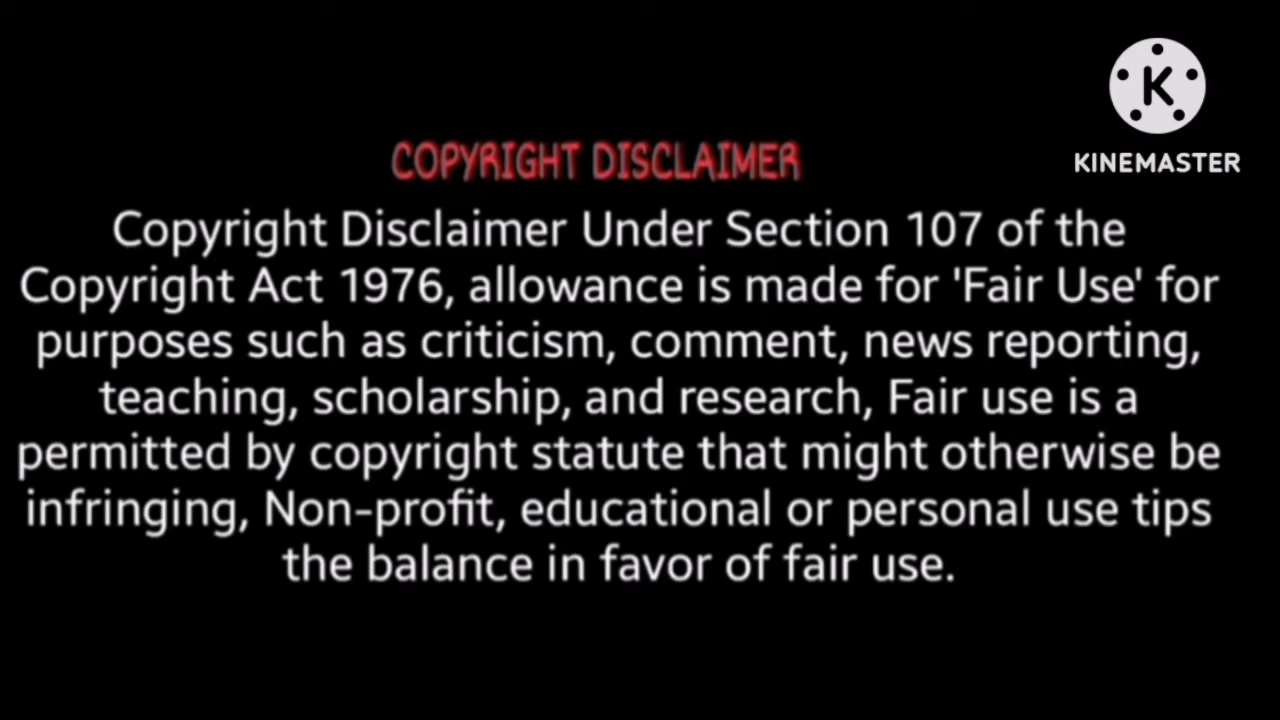 K
KINEMASTER
COPYRIGHT DISCLAIMER
Copyright Disclaimer Under Section 107 of the
Copyright Act 1976, allowance is made for 'Fair Use' for
purposes such as criticism, comment, news reporting,
teaching, scholarship, and research, Fair use is a
permitted by copyright statute that might otherwise be
infringing, Non-profit, educational or personal use tips
the balance in favor of fair use.